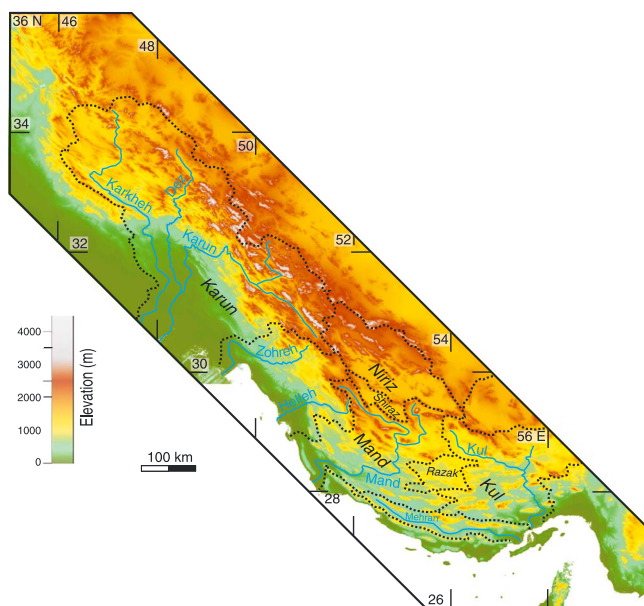 36 N
46
48
34
50
Karkheh
Dez
52
32
Karun
Karun
4000
3000
2000
1000
0
Elevation (m)
54
Zohreh
30
Niriz
Shiraz
Helleh
56 E
Mand
Kul
Razak
100 km
Mand
Kul
28
Mehran
26